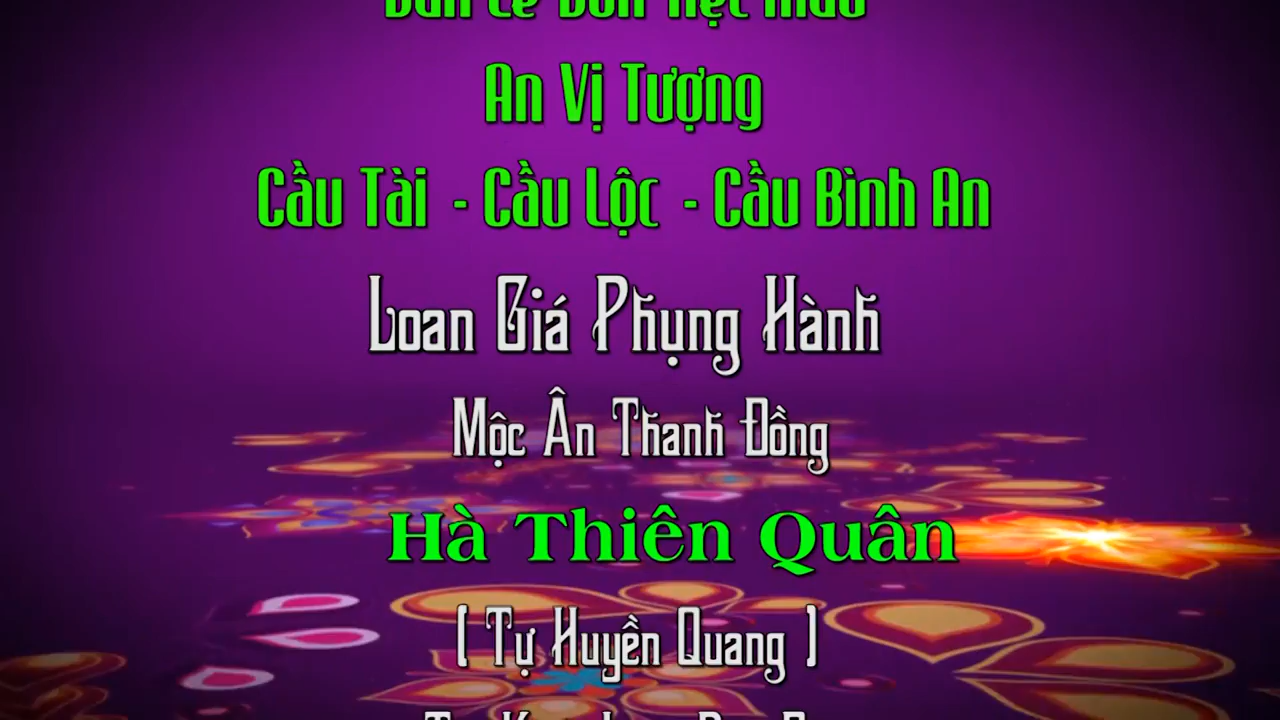 An Vị Tượng
Cầu Tài - Cầu Lộc - Cầu Bình An
Loan Giá Phụng Hành
Mộc Ân Thanh Đồng
Hà Thiên Quân
( Tự Huyền Quang )